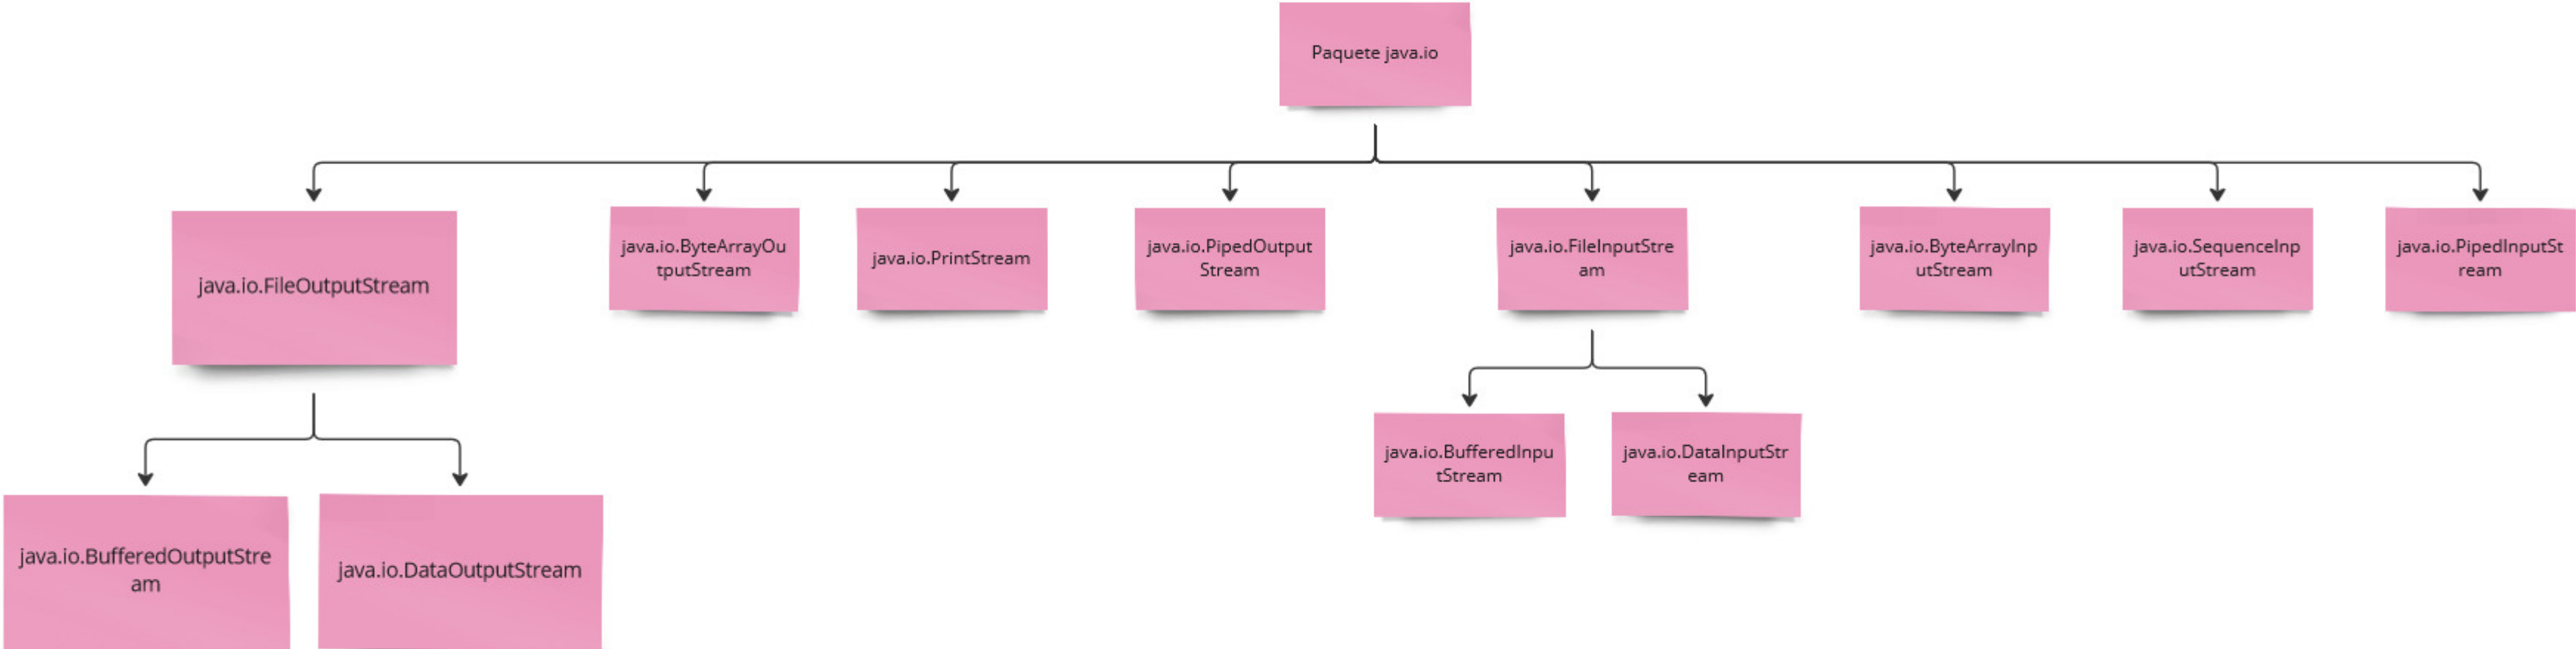 Paquete java.io
java.io.FileOutputStream
java.io.ByteArrayOu
tputStream
java.io.PrintStream
java.io.PipedOutput
Stream
java.io.FileInputStre
am
java.io.ByteArrayInp
utStream
java.io.SequenceInp
utStream
java.io.PipedInputSt
ream
java.io.BufferedInpu
tStream
java.io.DataInputStr
eam
java.io.BufferedOutputStre
am
java.io.DataOutputStream